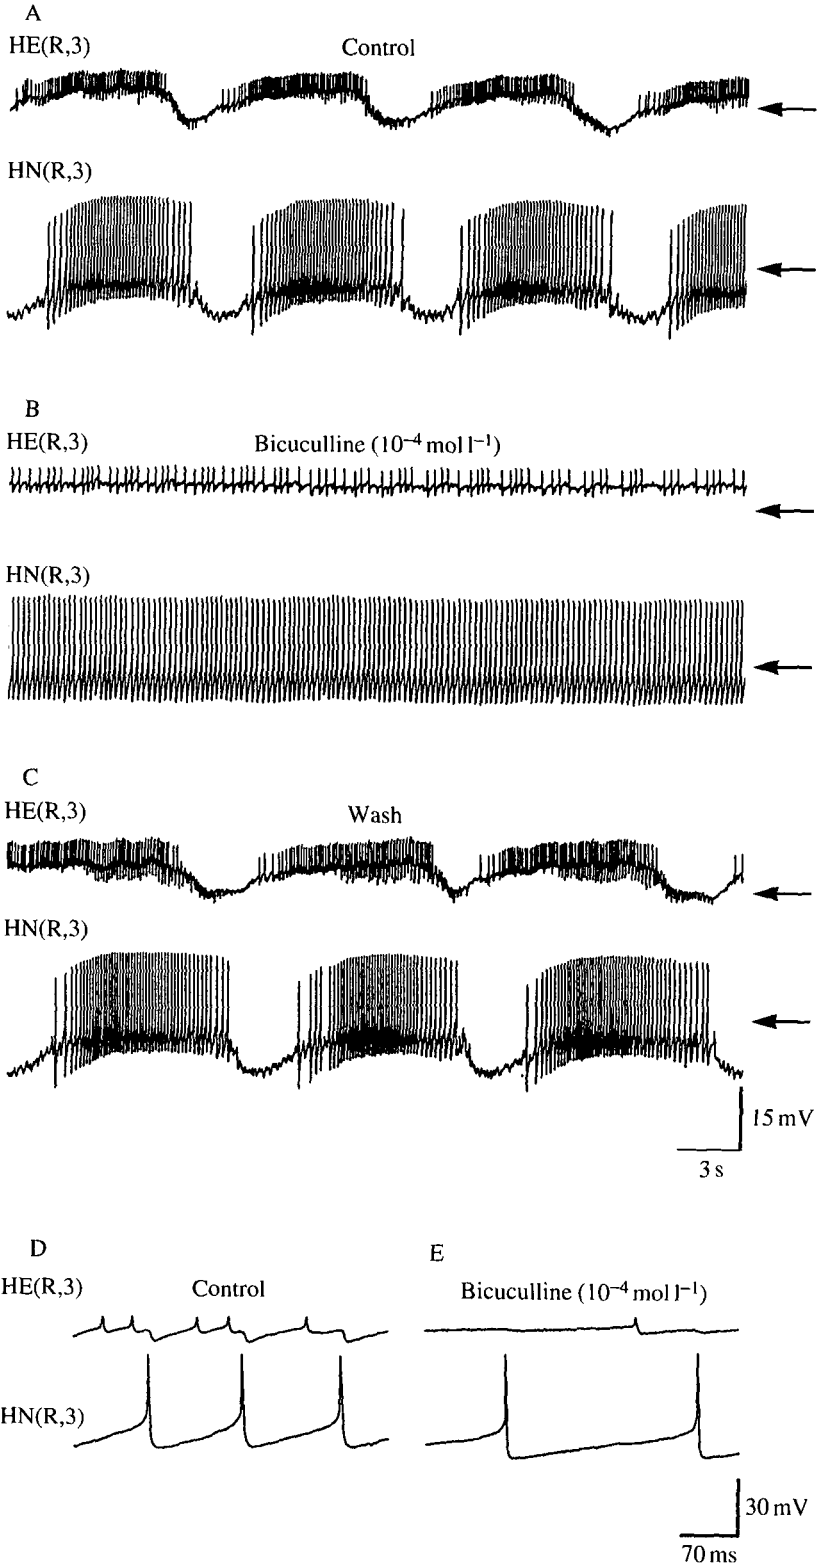 A
HE(R,3)
Control
HN(R,3)
B
HE(R,3)
Bicuculline (10⁻⁴ mol l⁻¹)
HN(R,3)
C
HE(R,3)
Wash
HN(R,3)
15 mV
3 s
D
E
HE(R,3)
Control
Bicuculline (10⁻⁴ mol l⁻¹)
HN(R,3)
30 mV
70 ms